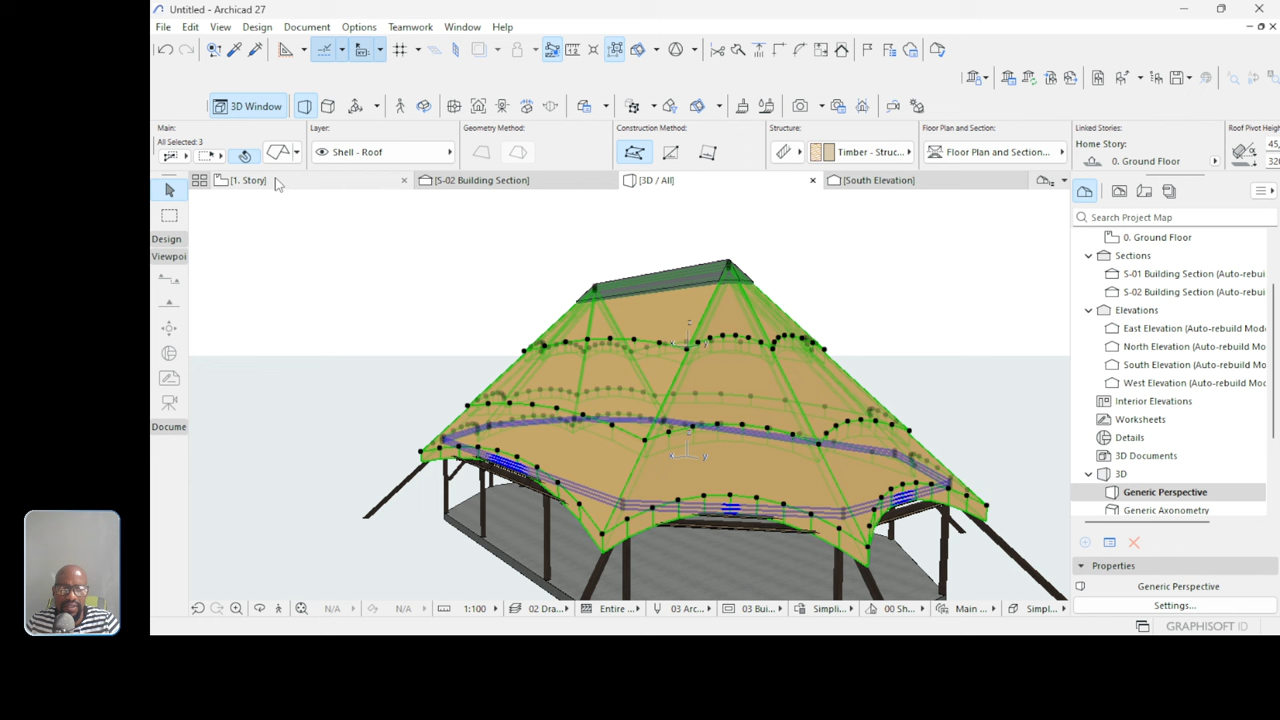 Untitled - Archicad 27
File Edit View Design Document Options Teamwork Window Help
3D Window
Main:
All Selected: 3
Layer:
Shell - Roof
Geometry Method:
Construction Method:
Structure:
Timber - Struc...
Floor Plan and Section:
Floor Plan and Section...
Linked Stories:
Home Story:
0. Ground Floor
Roof Pivot Heigh
45,
320
[1. Story]
[S-02 Building Section]
[3D / All]
[South Elevation]
Design
Viewpoi
Docume
Search Project Map
0. Ground Floor
Sections
S-01 Building Section (Auto-rebui
S-02 Building Section (Auto-rebui
Elevations
East Elevation (Auto-rebuild Mode
North Elevation (Auto-rebuild Mo
South Elevation (Auto-rebuild Mo
West Elevation (Auto-rebuild Mod
Interior Elevations
Worksheets
Details
3D Documents
3D
Generic Perspective
Generic Axonometry
Properties
Generic Perspective
Settings...
z
x y
z
x y
N/A N/A 1:100 02 Dra... Entire ... 03 Arc... 03 Bui... Simpli... 00 Sh... Main ... Simpl...
GRAPHISOFT ID